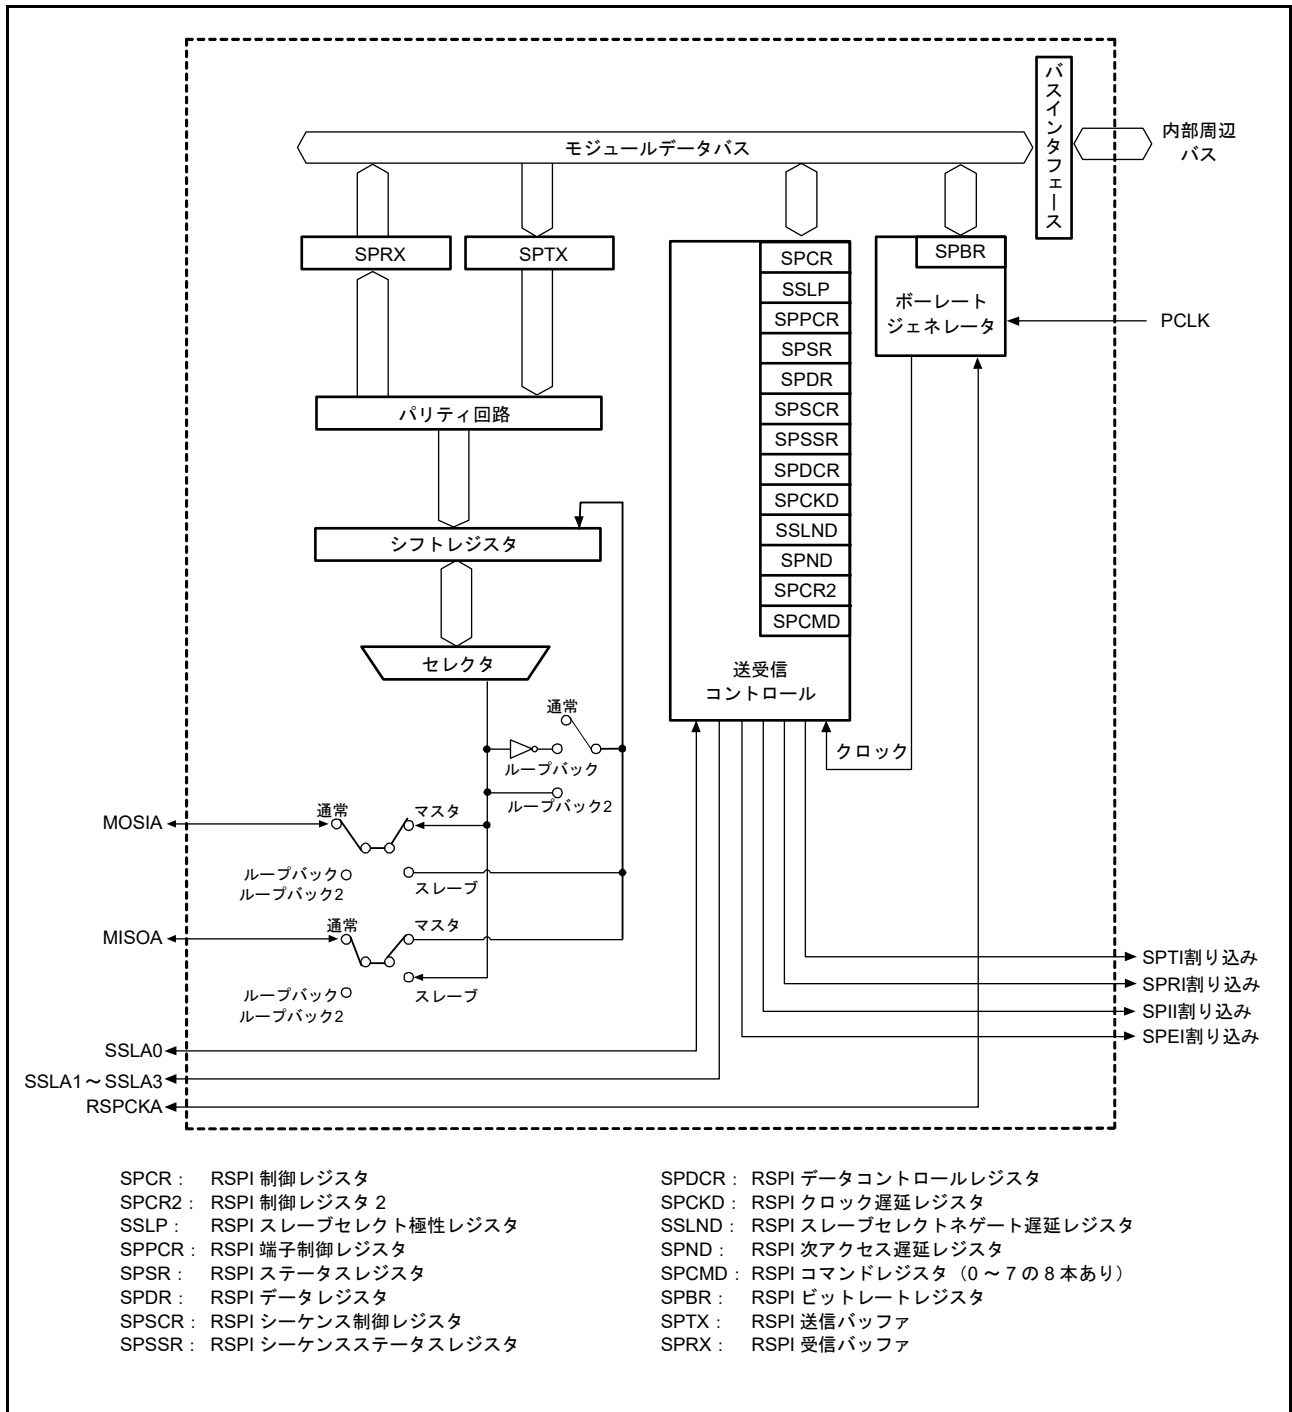 バスインタフェース
内部周辺
バス
モジュールデータバス
SPRX
SPTX
SPCR
SSLP
SPPCR
SPSR
SPDR
SPSCR
SPSSR
SPDCR
SPCKD
SSLND
SPND
SPCR2
SPCMD
送受信
コントロール
SPBR
ボーレート
ジェネレータ
PCLK
パリティ回路
シフトレジスタ
セレクタ
通常
ループバック
ループバック2
クロック
MOSIA
通常
マスタ
ループバック
ループバック2
スレーブ
MISOA
通常
マスタ
ループバック
ループバック2
スレーブ
SSLA0
SSLA1～SSLA3
RSPCKA
SPTI割り込み
SPRI割り込み
SPII割り込み
SPEI割り込み
SPCR： RSPI 制御レジスタ
SPCR2： RSPI 制御レジスタ 2
SSLP： RSPI スレーブセレクト極性レジスタ
SPPCR： RSPI 端子制御レジスタ
SPSR： RSPI ステータスレジスタ
SPDR： RSPI データレジスタ
SPSCR： RSPI シーケンス制御レジスタ
SPSSR： RSPI シーケンスステータスレジスタ
SPDCR： RSPI データコントロールレジスタ
SPCKD： RSPI クロック遅延レジスタ
SSLND： RSPI スレーブセレクトネゲート遅延レジスタ
SPND： RSPI 次アクセス遅延レジスタ
SPCMD： RSPI コマンドレジスタ（0 ～ 7 の 8 本あり）
SPBR： RSPI ビットレートレジスタ
SPTX： RSPI 送信バッファ
SPRX： RSPI 受信バッファ